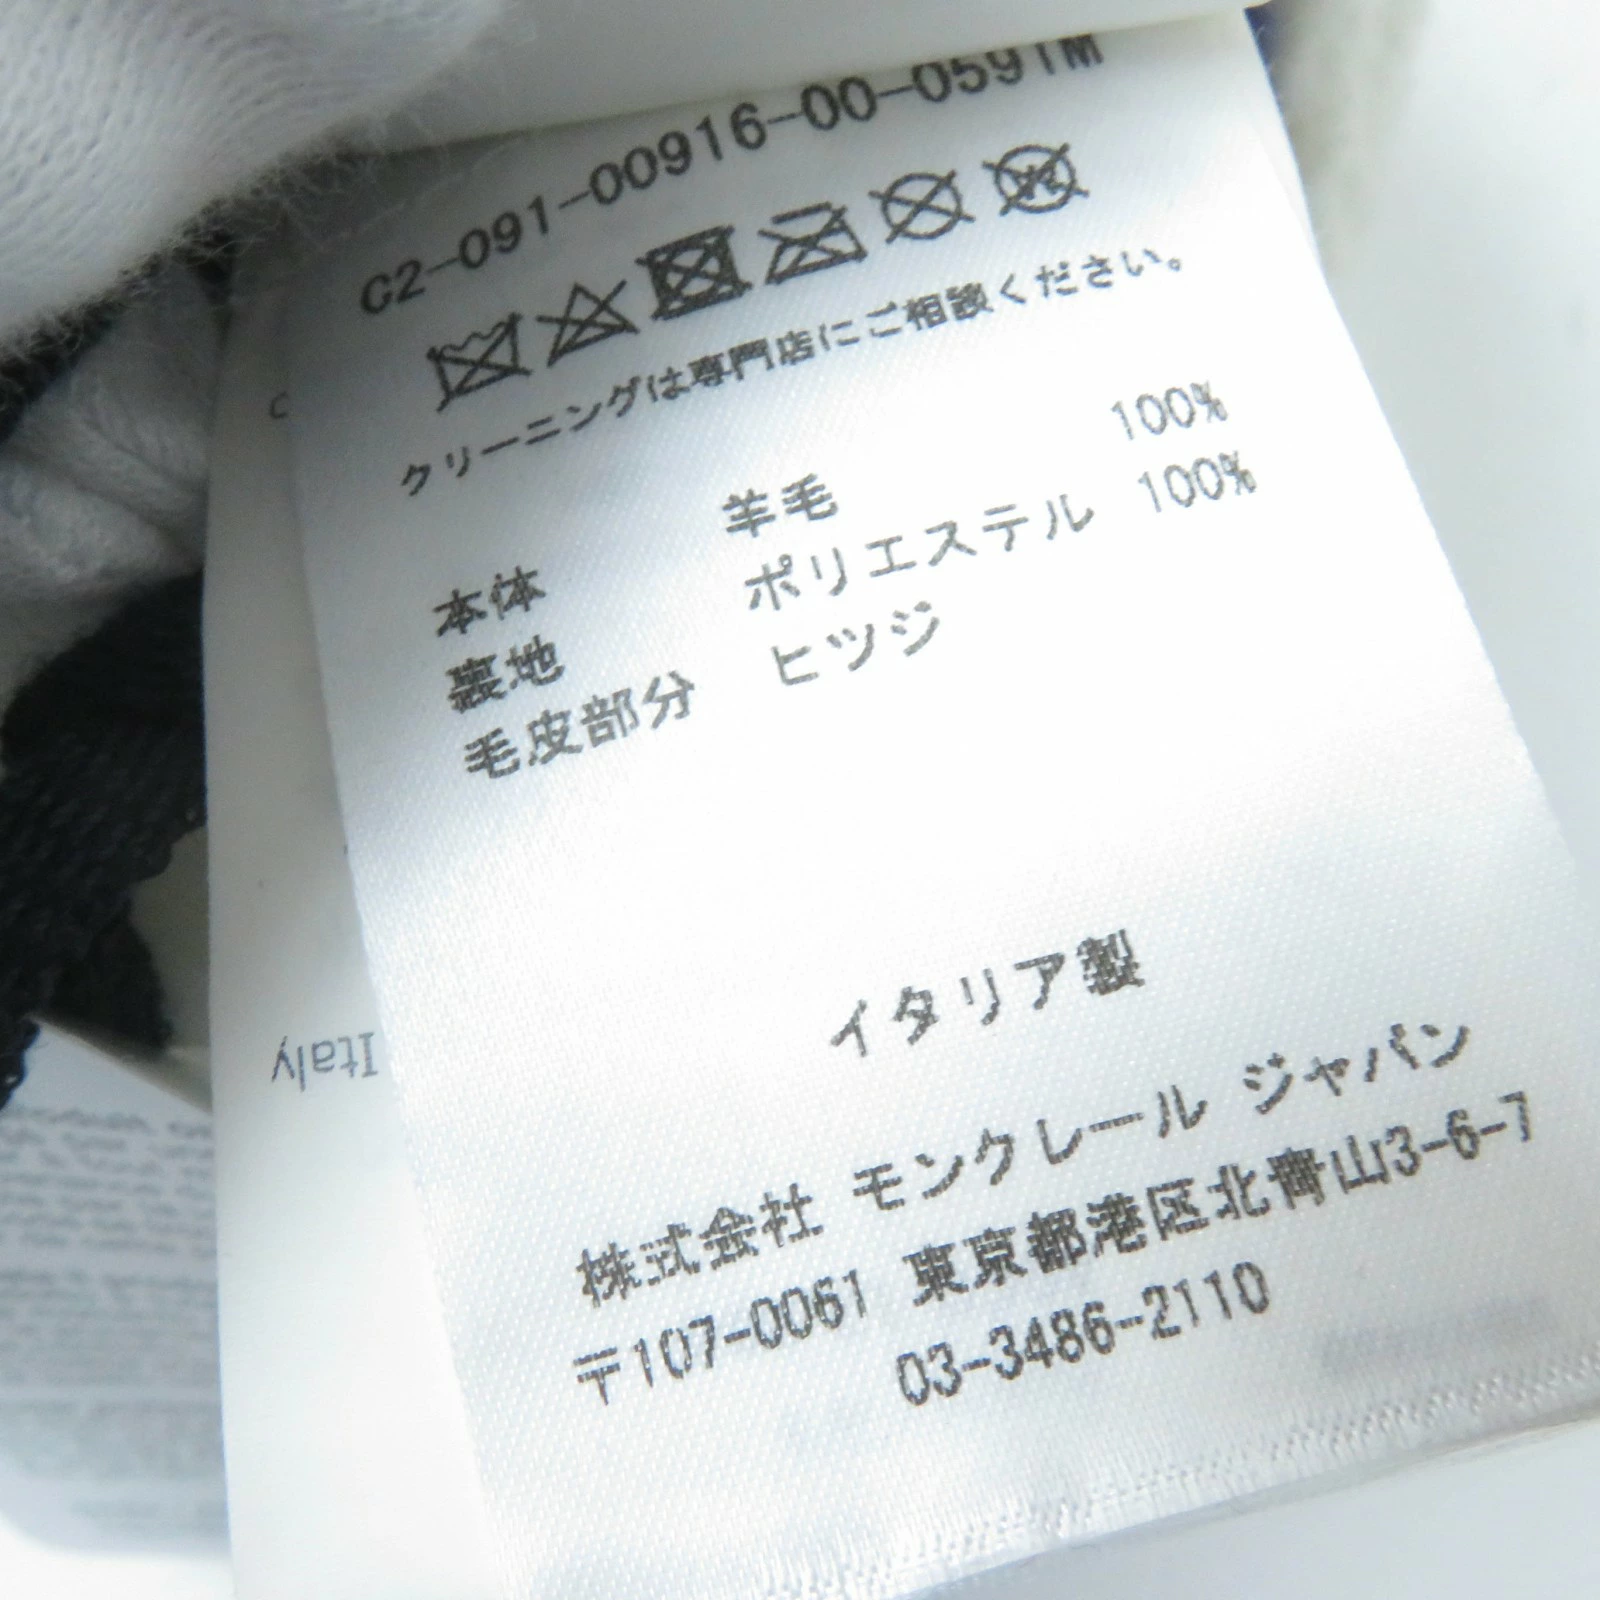 C2-091-00916-00-0591M
クリーニングは専門店にご相談ください。
本体 羊毛 100%
裏地 ポリエステル 100%
毛皮部分 ヒツジ
イタリア製
株式会社 モンクレール ジャパン
〒107-0061 東京都港区北青山3-6-7
03-3486-2110
Italy